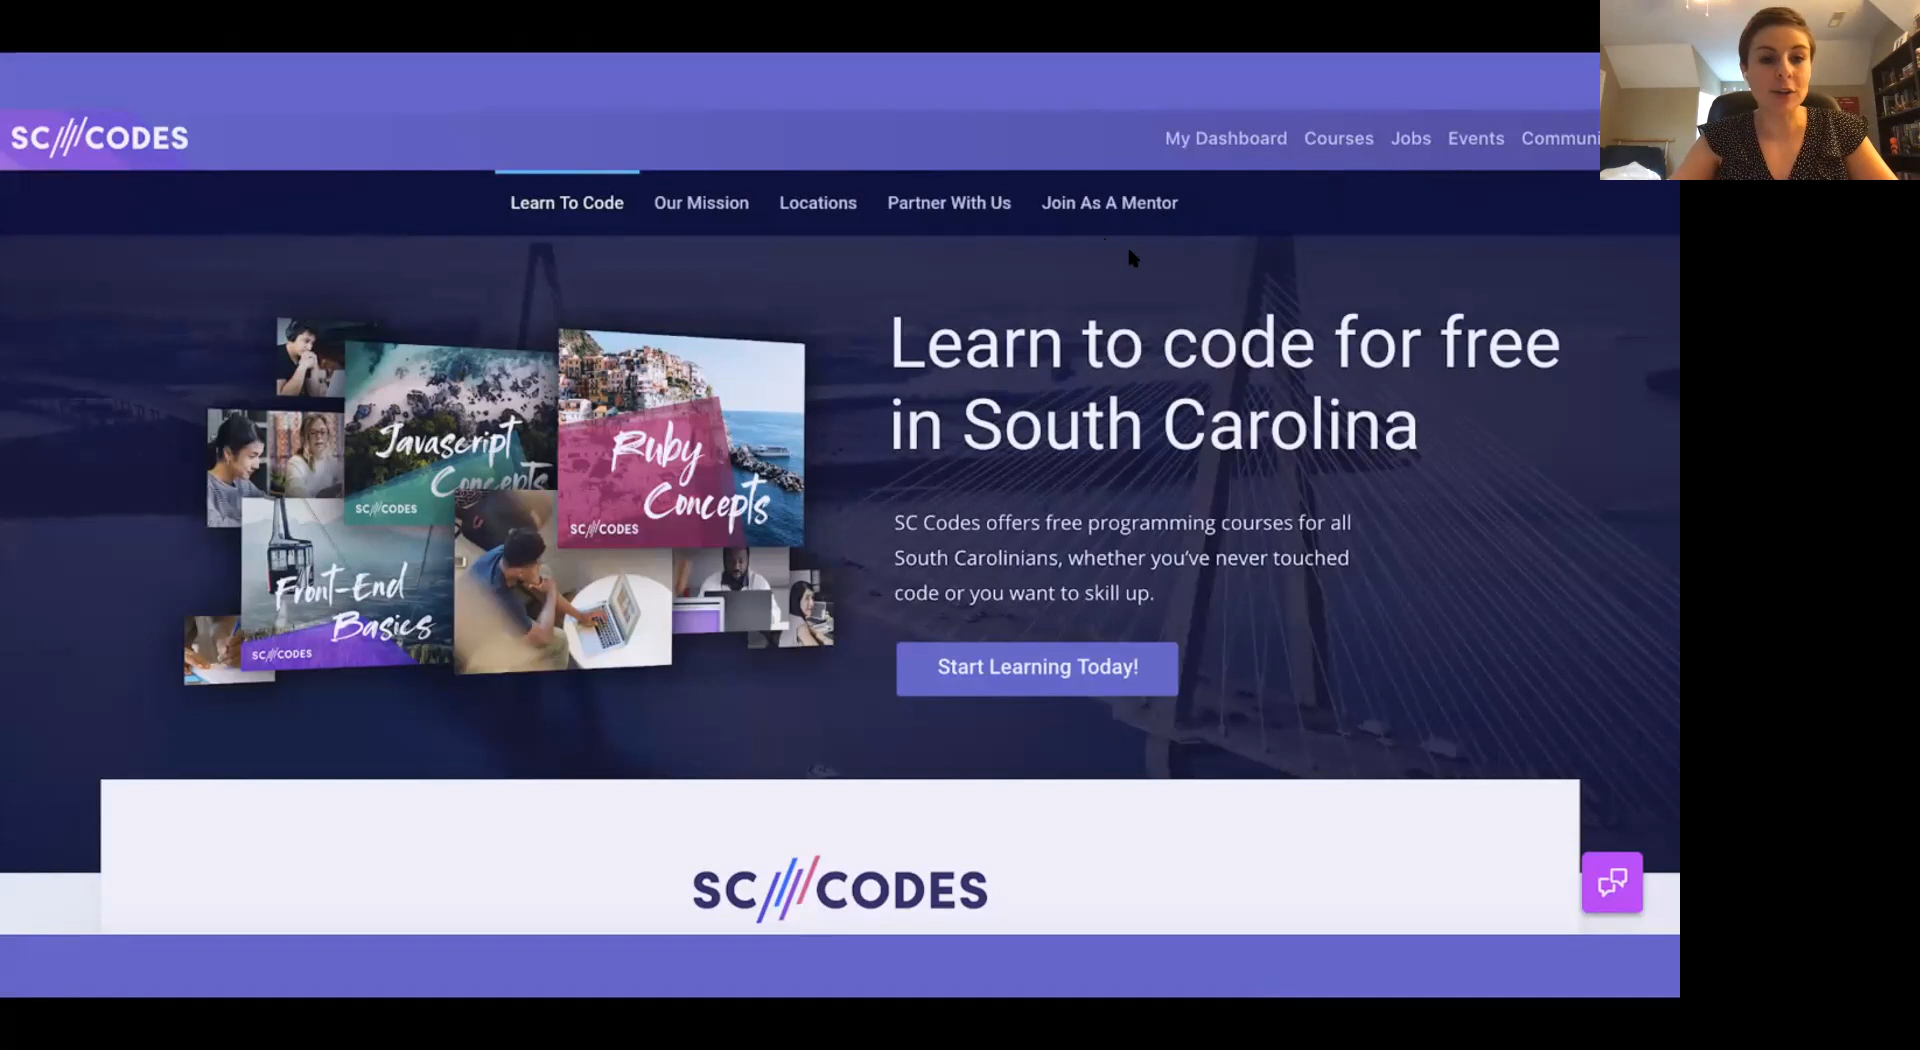 SC///CODES
My Dashboard Courses Jobs Events Communi
Learn To Code Our Mission Locations Partner With Us Join As A Mentor
Learn to code for free
in South Carolina
Javascript
Concepts
SC///CODES
Ruby
Concepts
SC///CODES
Front-End
Basics
SC///CODES
SC Codes offers free programming courses for all
South Carolinians, whether you've never touched
code or you want to skill up.
Start Learning Today!
SC///CODES